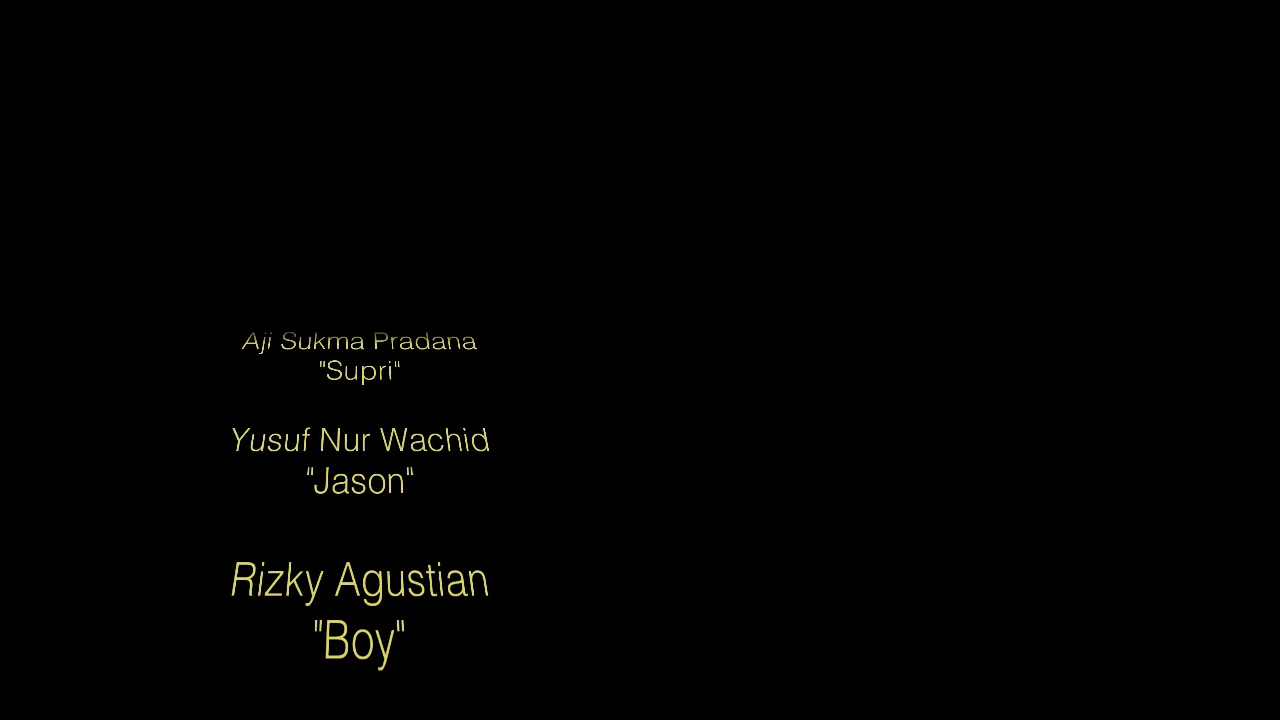 Aji Sukma Pradana
"Supri"
Yusuf Nur Wachid
"Jason"
Rizky Agustian
"Boy"